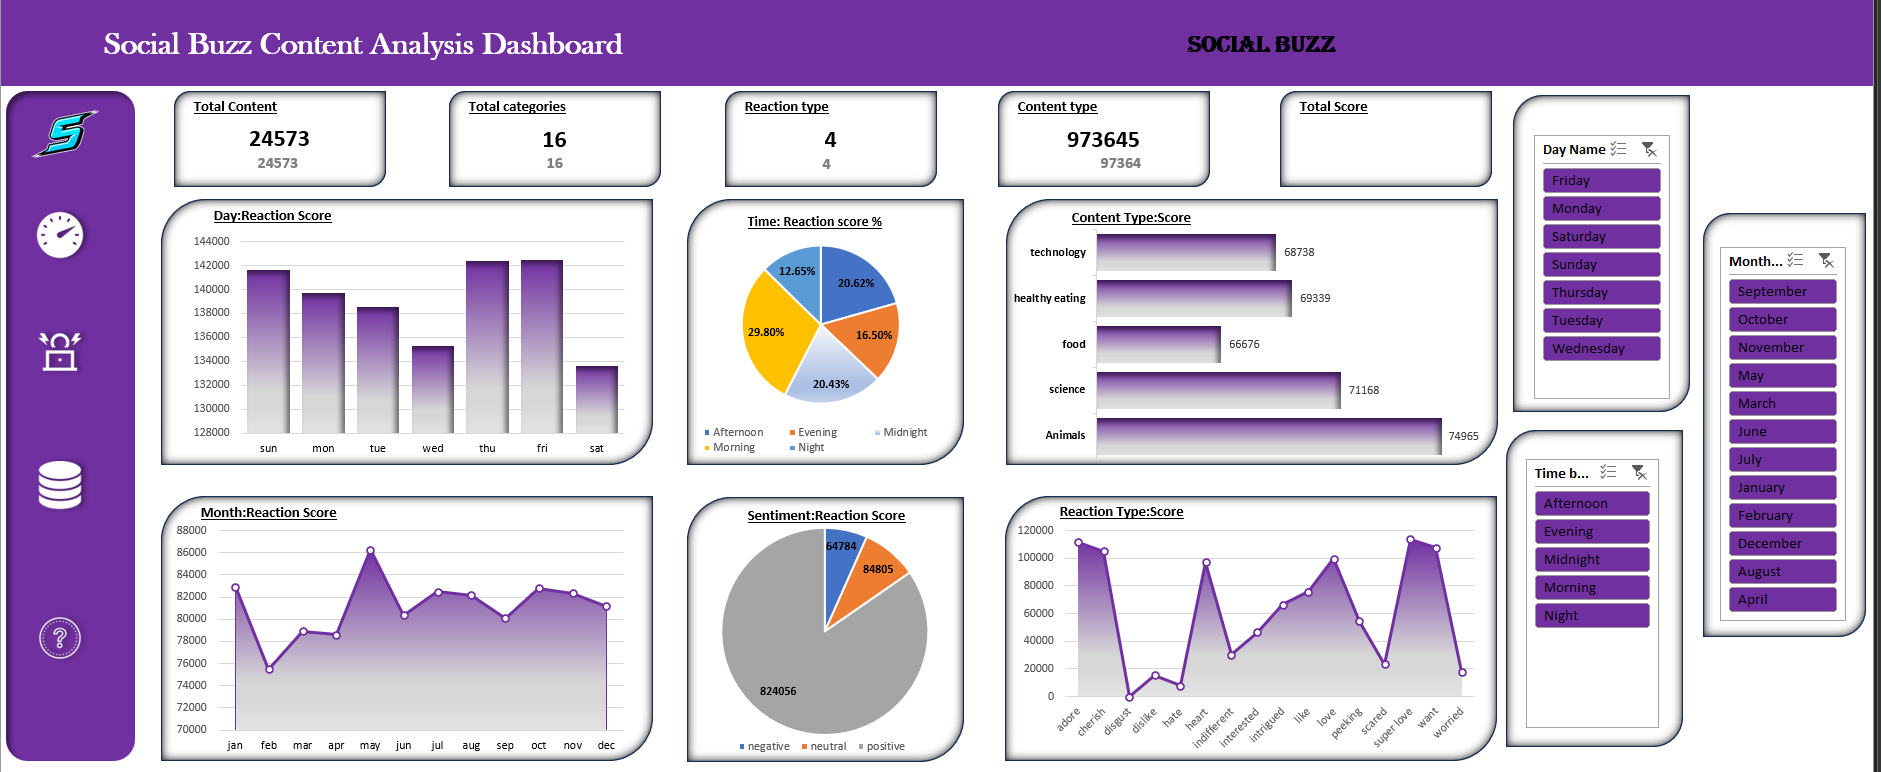 Social Buzz Content Analysis Dashboard
SOCIAL BUZZ
Total Content
24573
24573
Total categories
16
16
Reaction type
4
4
Content type
973645
97364
Total Score
Day:Reaction Score
144000
142000
140000
138000
136000
134000
132000
130000
128000
sun mon tue wed thu fri sat
Time: Reaction score %
12.65%
20.62%
29.80%
16.50%
20.43%
Afternoon Evening Midnight
Morning Night
Content Type:Score
technology 68738
healthy eating 69339
food 66676
science 71168
Animals 74965
Month:Reaction Score
88000
86000
84000
82000
80000
78000
76000
74000
72000
70000
jan feb mar apr may jun jul aug sep oct nov dec
Sentiment:Reaction Score
64784
84805
824056
negative neutral positive
Reaction Type:Score
120000
100000
80000
60000
40000
20000
0
adore cherish disgust dislike hate heart indifferent interested intrigued like love peeking scared super love want worried
Day Name
Friday
Monday
Saturday
Sunday
Thursday
Tuesday
Wednesday
Time b...
Afternoon
Evening
Midnight
Morning
Night
Month...
September
October
November
May
March
June
July
January
February
December
August
April